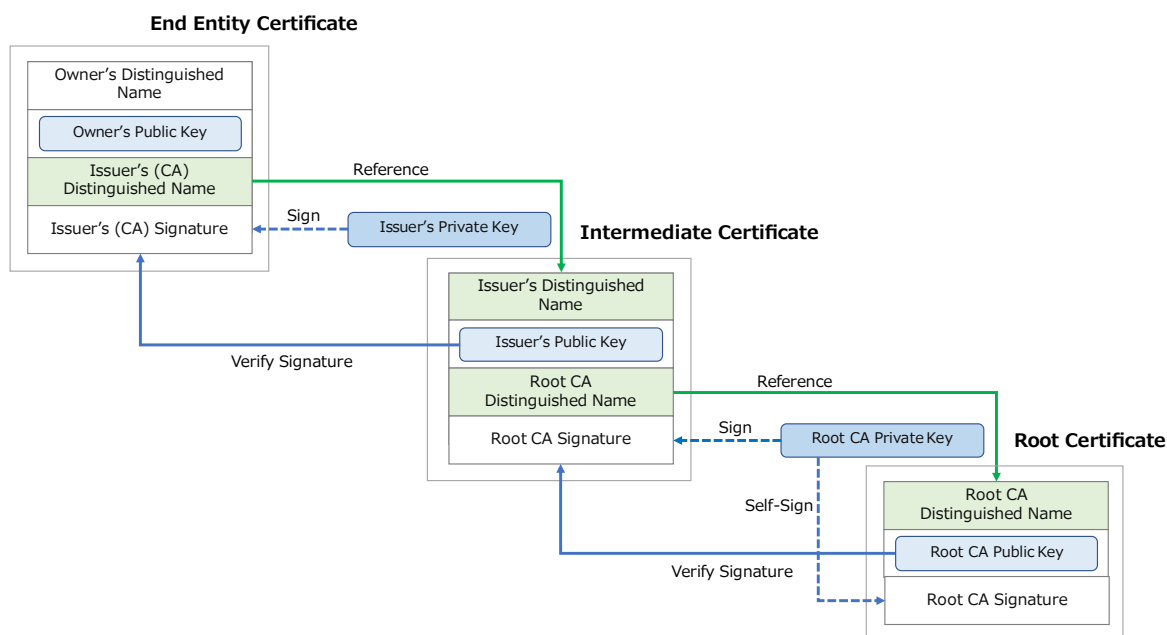 End Entity Certificate
Owner's Distinguished
Name
Owner's Public Key
Issuer's (CA)
Distinguished Name
Reference
Issuer's (CA) Signature
Sign
Issuer's Private Key
Intermediate Certificate
Issuer's Distinguished
Name
Issuer's Public Key
Verify Signature
Root CA
Distinguished Name
Reference
Root CA Signature
Sign
Root CA Private Key
Root Certificate
Root CA
Distinguished Name
Self-Sign
Root CA Public Key
Verify Signature
Root CA Signature